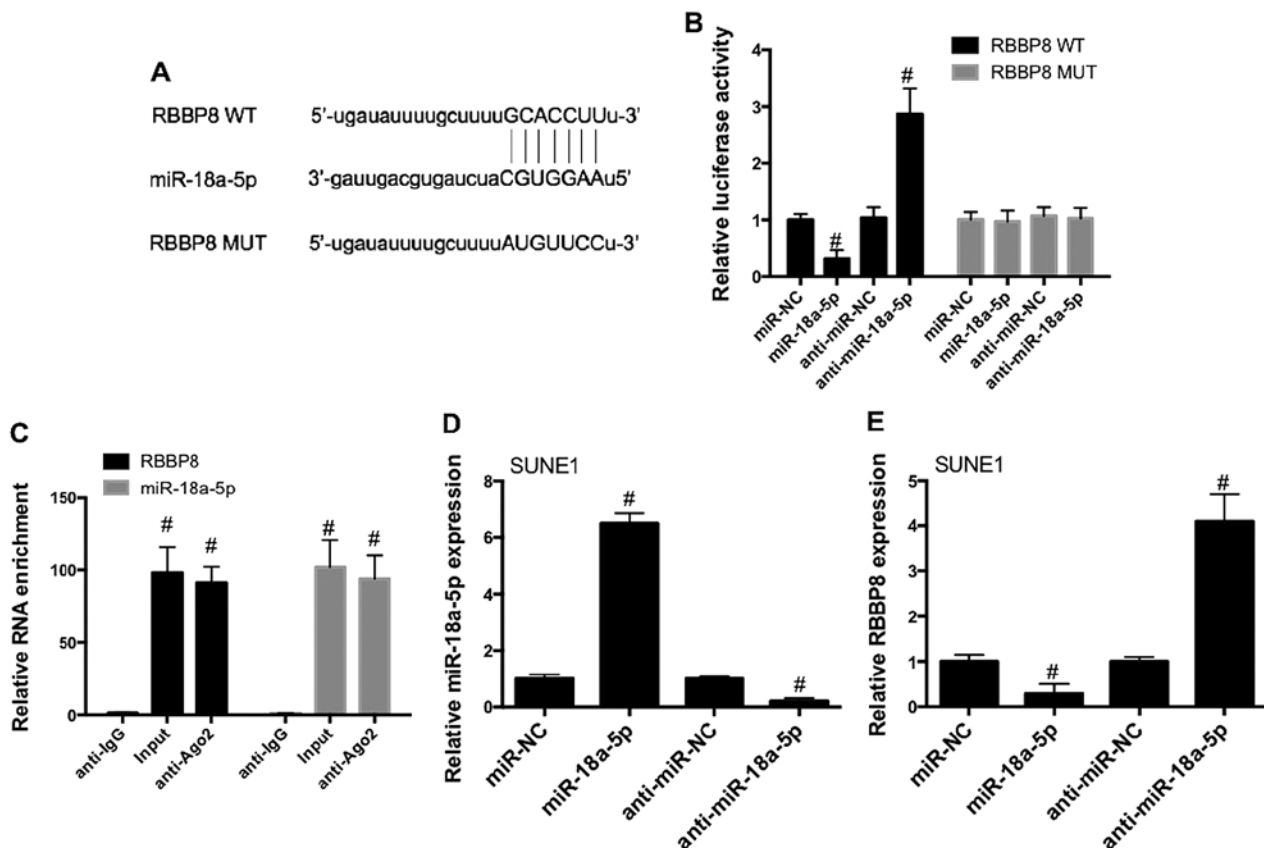 A
RBBP8 WT 5'-ugauauuuugcuuuuGCACCUUu-3'
miR-18a-5p 3'-gauugacgugaucuaCGUGGAAu5'
RBBP8 MUT 5'-ugauauuuugcuuuuAUGUUCCu-3'
B
RBBP8 WT
RBBP8 MUT
Relative luciferase activity
4
3
2
1
0
#
#
miR-NC
miR-18a-5p
anti-miR-NC
anti-miR-18a-5p
miR-NC
miR-18a-5p
anti-miR-NC
anti-miR-18a-5p
C
RBBP8
miR-18a-5p
Relative RNA enrichment
150
100
50
0
#
#
#
#
anti-IgG
Input
anti-Ago2
anti-IgG
Input
anti-Ago2
D
SUNE1
Relative miR-18a-5p expression
8
6
4
2
0
#
#
miR-NC
miR-18a-5p
anti-miR-NC
anti-miR-18a-5p
E
SUNE1
Relative RBBP8 expression
5
4
3
2
1
0
#
#
miR-NC
miR-18a-5p
anti-miR-NC
anti-miR-18a-5p